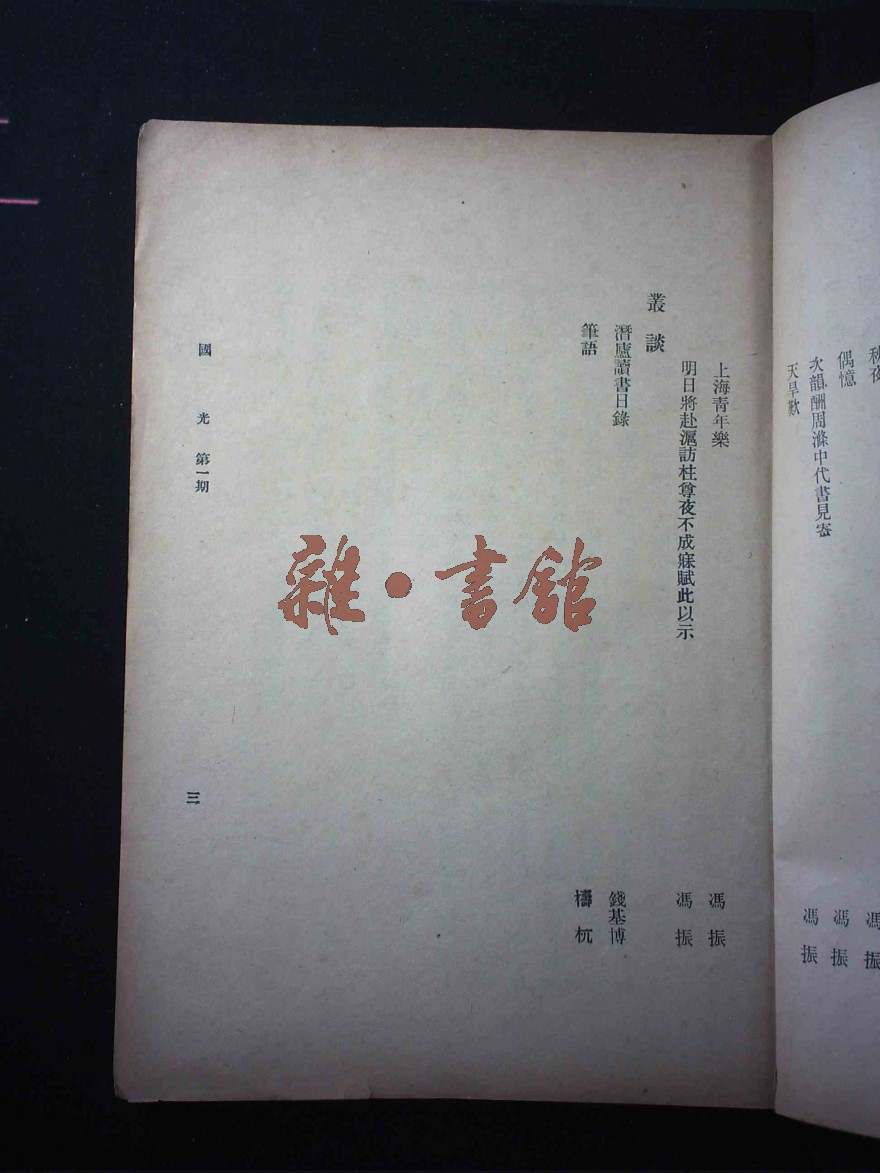 秋夜 馮振
偶憶 馮振
次韻酬周滌中代書見寄 馮振
天旱歎
上海青年樂 馮振
明日將赴滬訪桂尊夜不成寐賦此以示 馮振
叢談
潛廬讀書日錄 錢基博
筆語 檮杌
國光 第一期
三
雜•書館